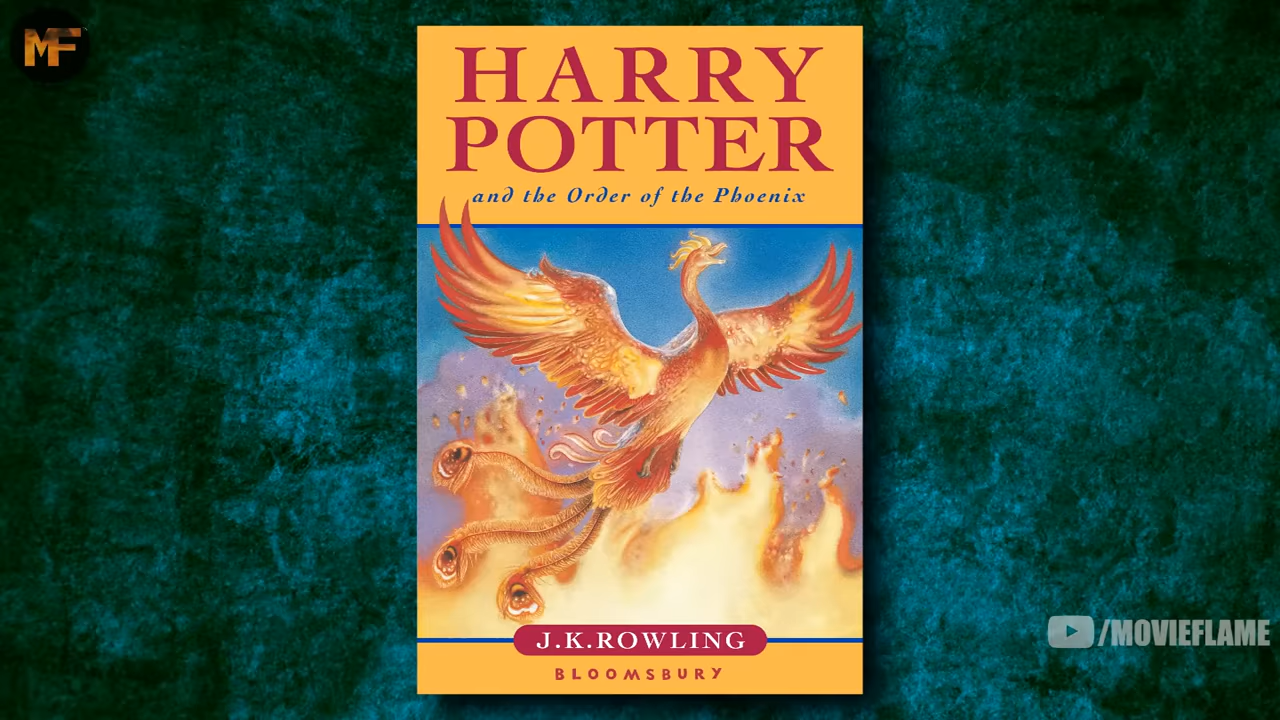 MF
HARRY
POTTER
and the Order of the Phoenix
J.K.ROWLING
BLOOMSBURY
/MOVIEFLAME